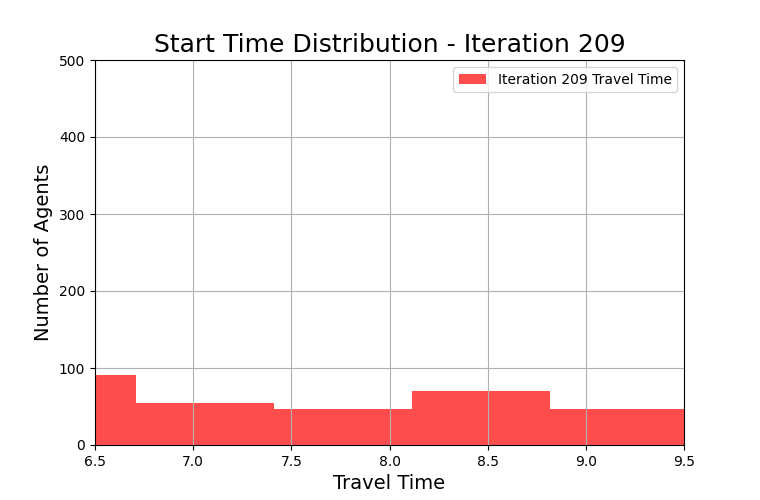 Start Time Distribution - Iteration 209
Iteration 209 Travel Time
Number of Agents
500
400
300
200
100
0
6.5 7.0 7.5 8.0 8.5 9.0 9.5
Travel Time